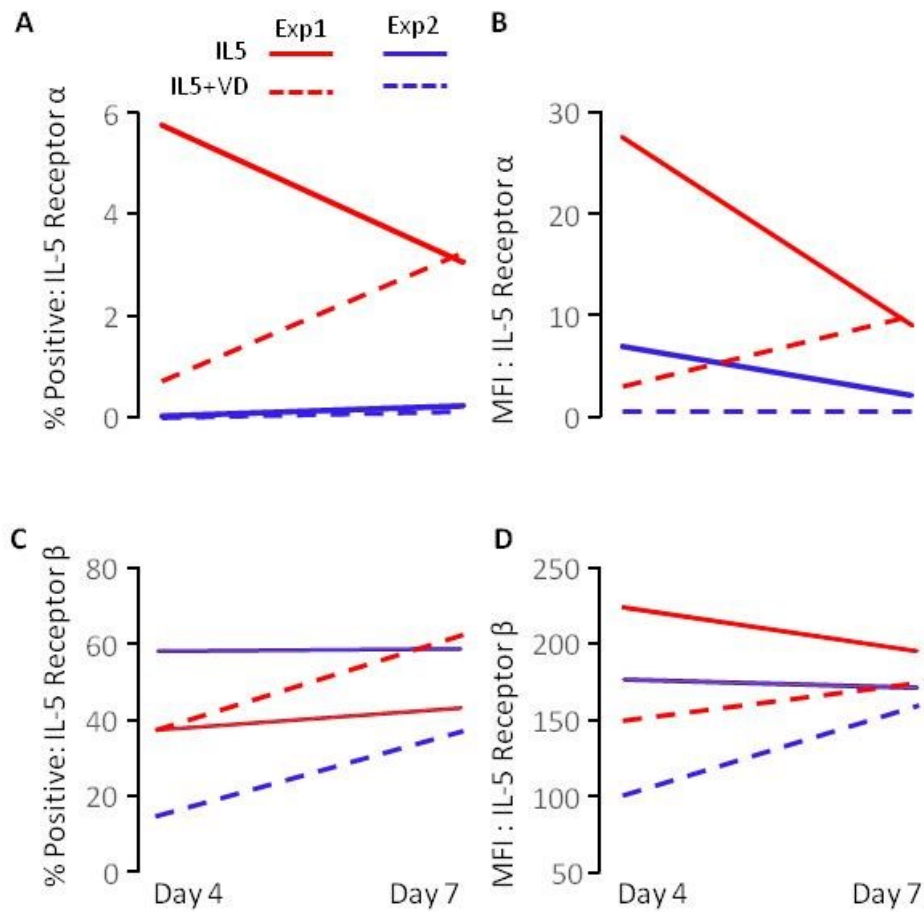 A
Exp1 Exp2
IL5
IL5+VD
% Positive: IL-5 Receptor α
6
4
2
0
B
MFI : IL-5 Receptor α
30
20
10
0
C
% Positive: IL-5 Receptor β
80
60
40
20
0
Day 4 Day 7
D
MFI : IL-5 Receptor β
250
200
150
100
50
Day 4 Day 7